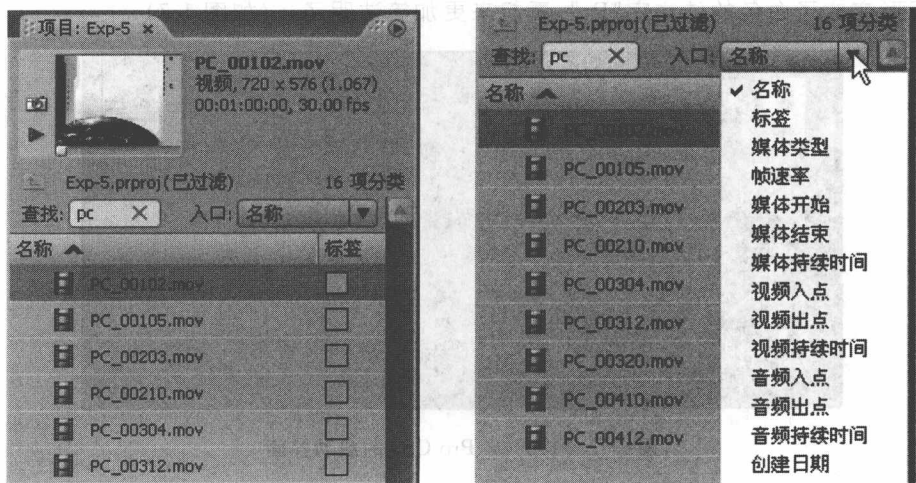 项目: Exp-5 ×
PC_00102.mov
视频, 720 x 576 (1.067)
00:01:00:00, 30.00 fps
Exp-5.prproj(已过滤) 16 项分类
查找: pc × 入口: 名称
名称 标签
PC_00102.mov
PC_00105.mov
PC_00203.mov
PC_00210.mov
PC_00304.mov
PC_00312.mov
Exp-5.prproj(已过滤) 16 项分类
查找: pc × 入口: 名称
名称
PC_00102.mov
PC_00105.mov
PC_00203.mov
PC_00210.mov
PC_00304.mov
PC_00312.mov
PC_00320.mov
PC_00410.mov
PC_00412.mov
✔ 名称
标签
媒体类型
帧速率
媒体开始
媒体结束
媒体持续时间
视频入点
视频出点
视频持续时间
音频入点
音频出点
音频持续时间
创建日期